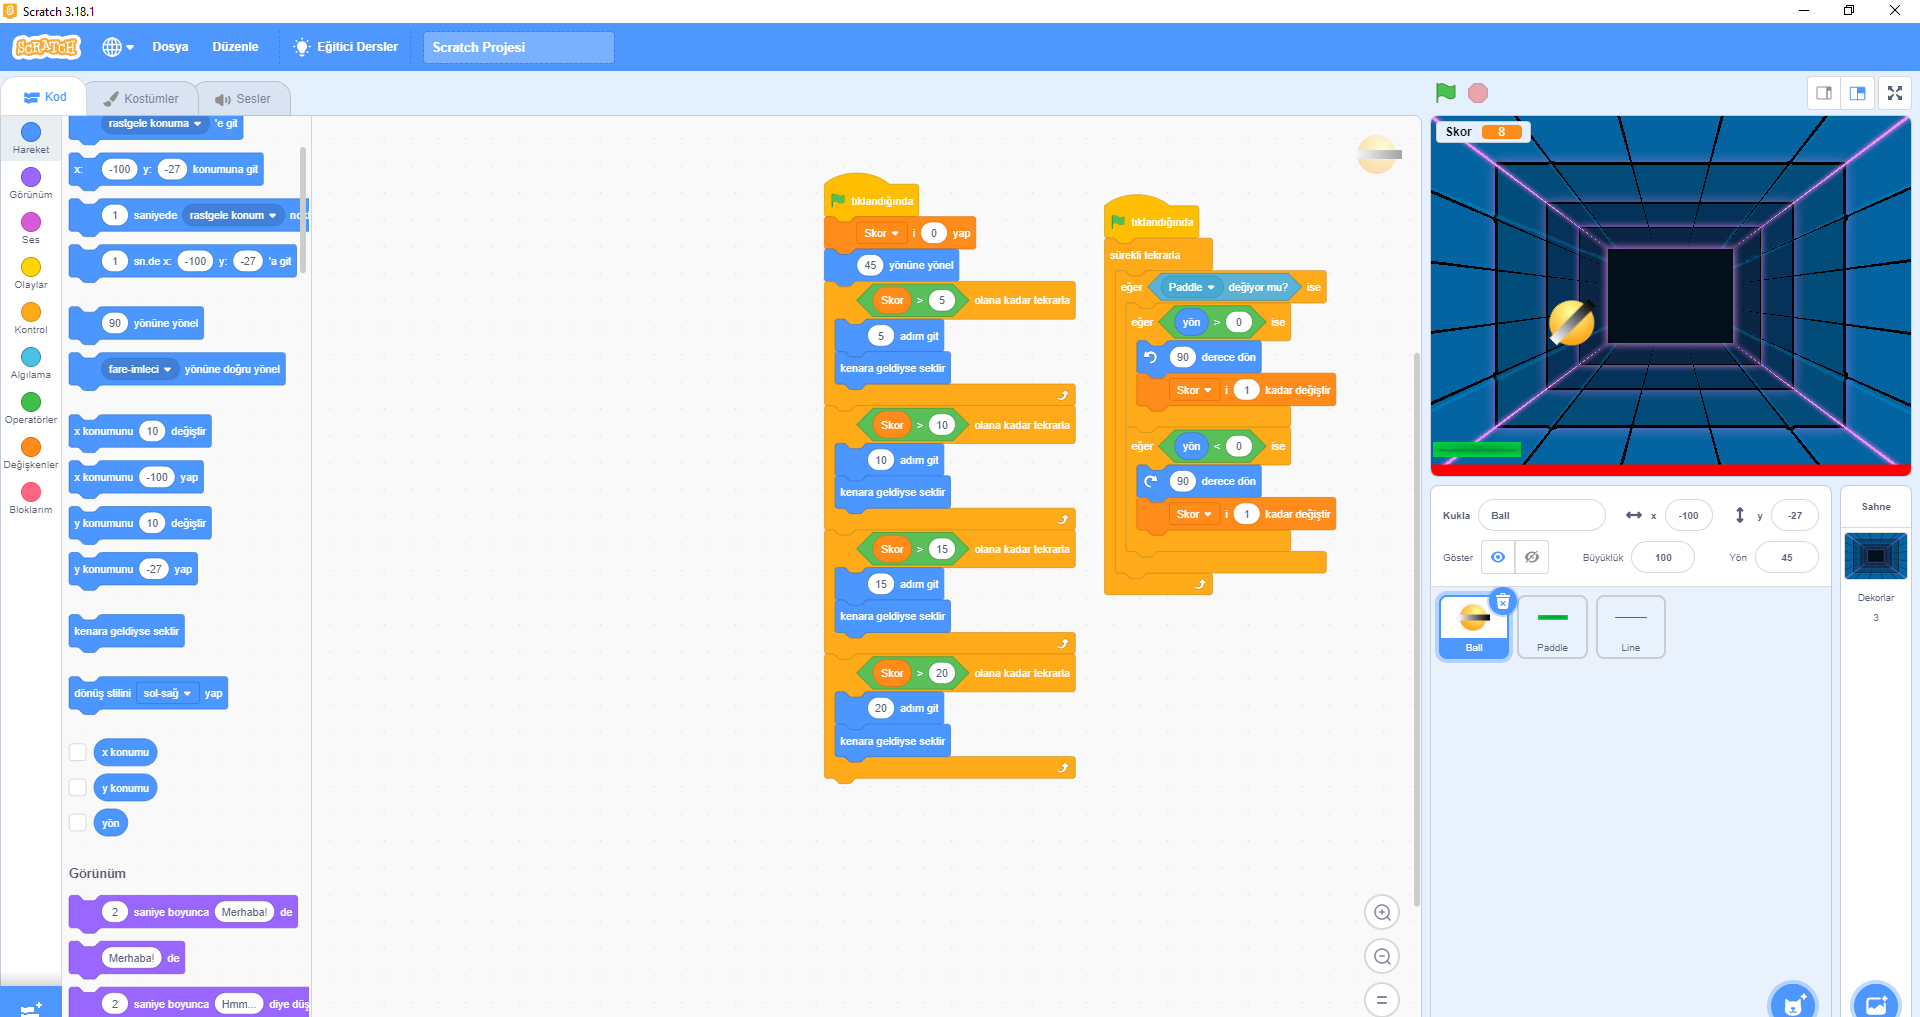 Scratch 3.18.1
SCRATCH
Dosya
Düzenle
Eğitici Dersler
Scratch Projesi
Kod
Kostümler
Sesler
Hareket
Görünüm
Ses
Olaylar
Kontrol
Algılama
Operatörler
Değişkenler
Bloklarım
rastgele konuma 'e git
x: -100 y: -27 konumuna git
1 saniyede rastgele konum
1 sn.de x: -100 y: -27 'a git
90 yönüne yönel
fare-imleci yönüne doğru yönel
x konumunu 10 değiştir
x konumunu -100 yap
y konumunu 10 değiştir
y konumunu -27 yap
kenara geldiyse sektir
dönüş stilini sol-sağ yap
x konumu
y konumu
yön
Görünüm
2 saniye boyunca Merhaba! de
Merhaba! de
2 saniye boyunca Hmm... diye düş
tıklandığında
Skor i 0 yap
45 yönüne yönel
Skor > 5 olana kadar tekrarla
5 adım git
kenara geldiyse sektir
Skor > 10 olana kadar tekrarla
10 adım git
kenara geldiyse sektir
Skor > 15 olana kadar tekrarla
15 adım git
kenara geldiyse sektir
Skor > 20 olana kadar tekrarla
20 adım git
kenara geldiyse sektir
tıklandığında
sürekli tekrarla
eğer Paddle değiyor mu? ise
eğer yön > 0 ise
90 derece dön
Skor i 1 kadar değiştir
eğer yön < 0 ise
90 derece dön
Skor i 1 kadar değiştir
Skor 8
Kukla Ball x -100 y -27
Göster Büyüklük 100 Yön 45
Ball
Paddle
Line
Sahne
Dekorlar
3